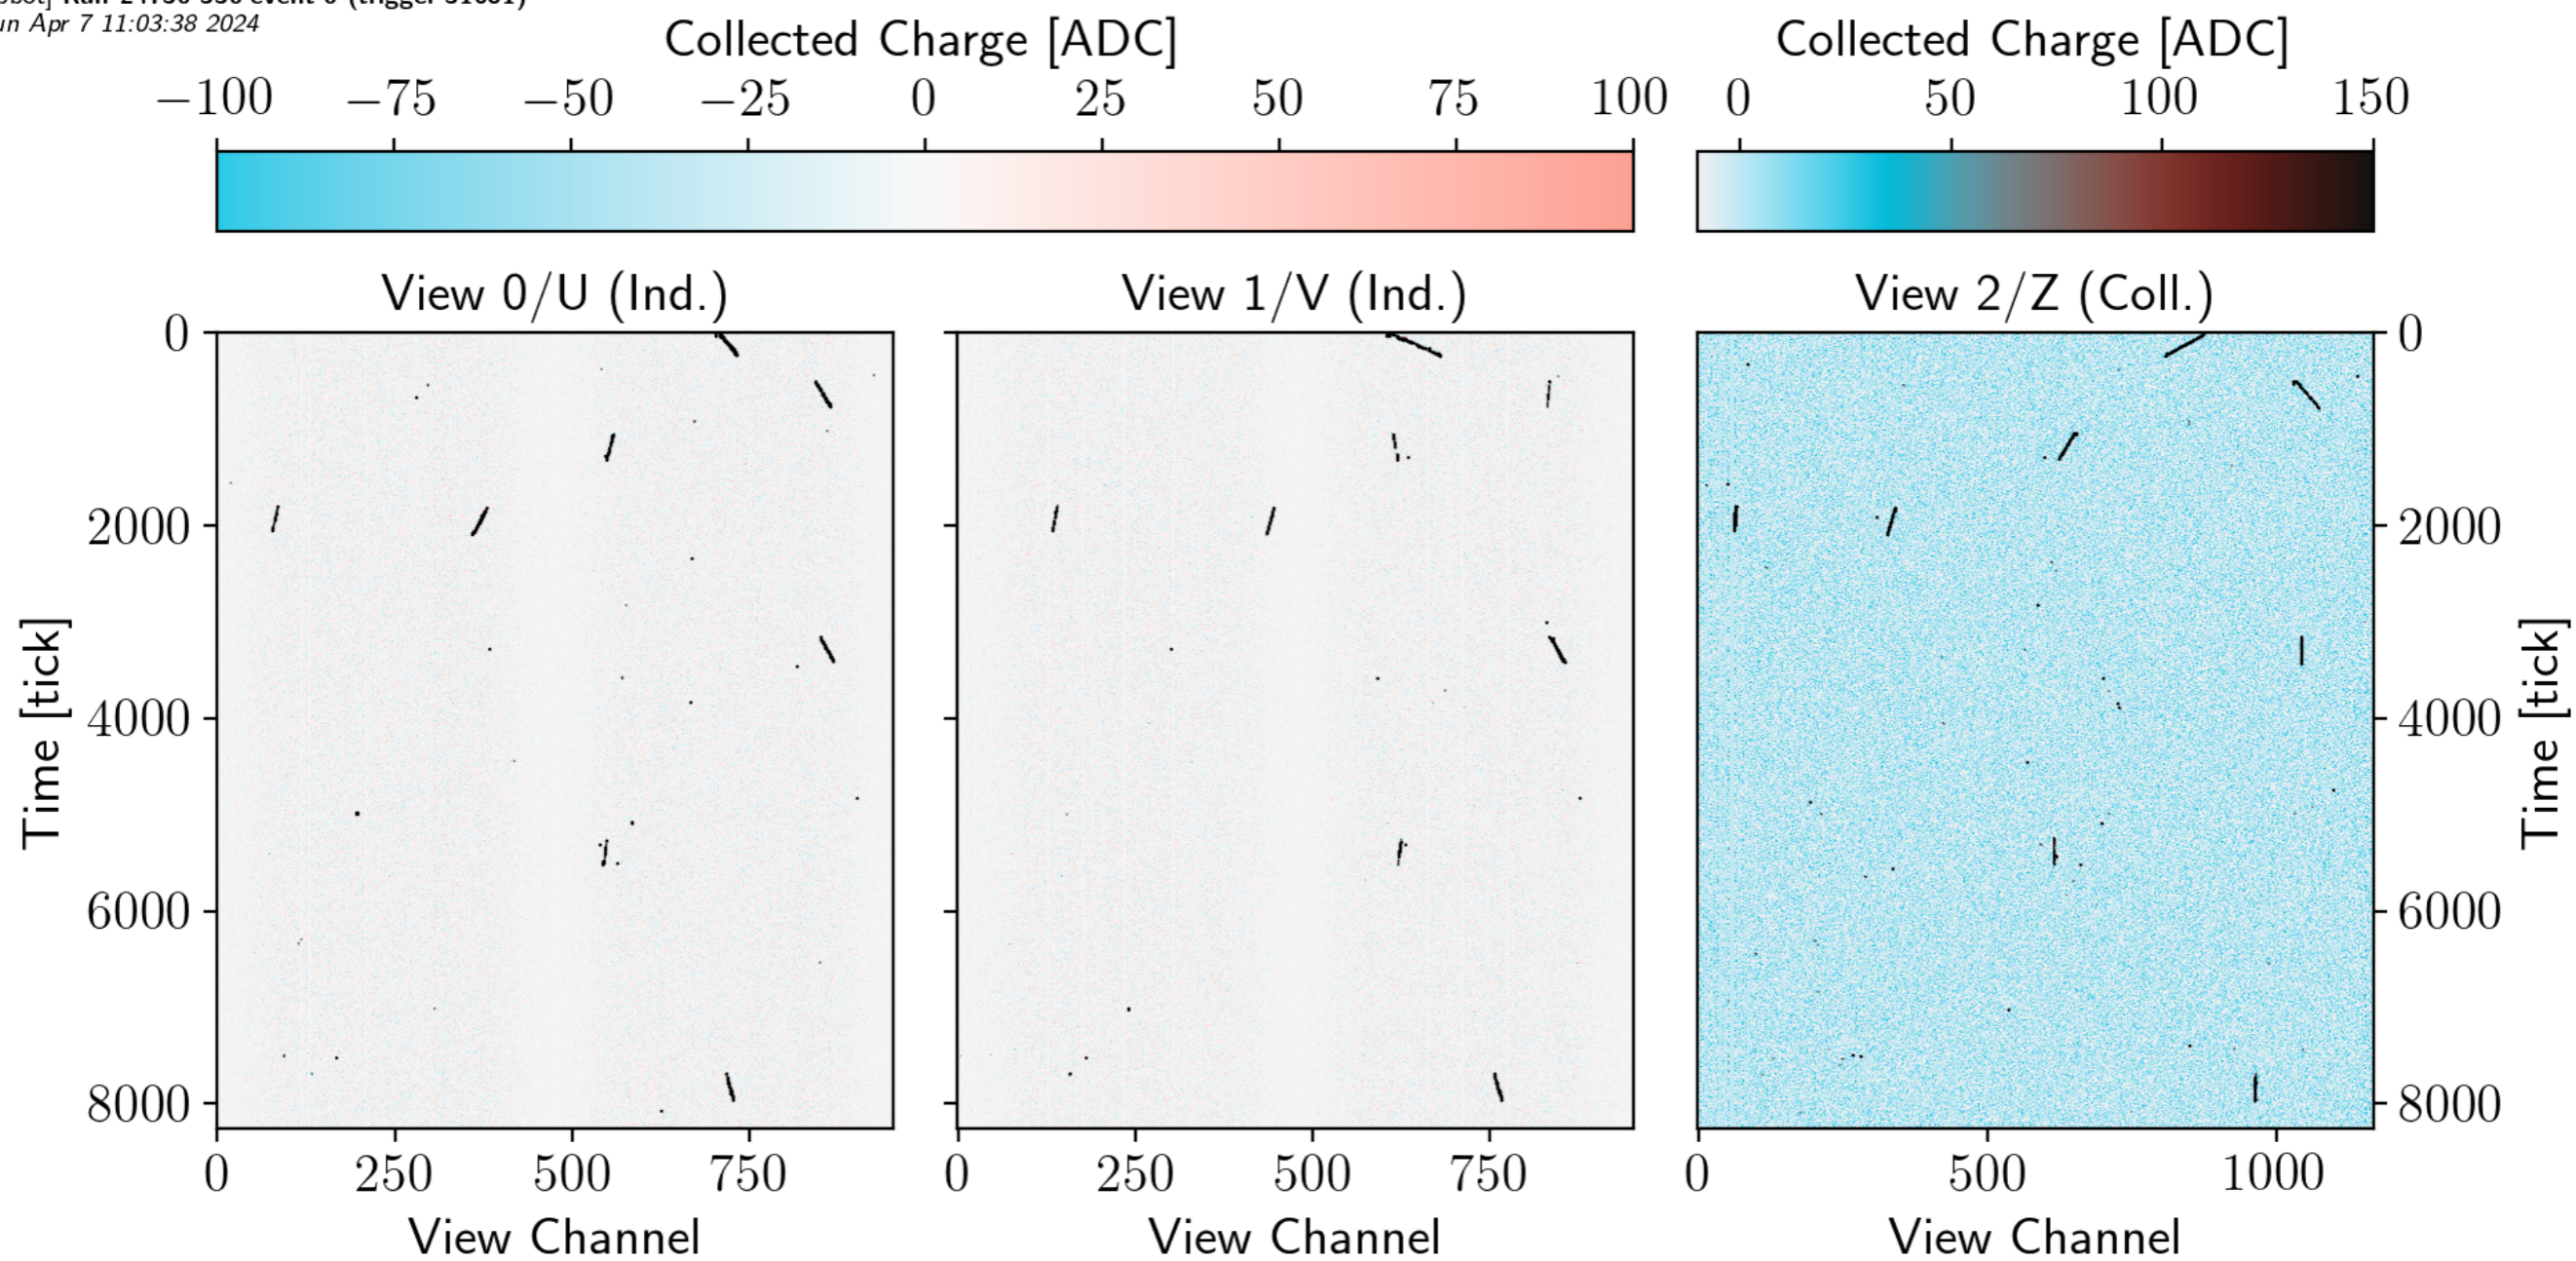 Apr 7 11:03:38 2024
Collected Charge [ADC] Collected Charge [ADC]
−100 −75 −50 −25 0 25 50 75 100 0 50 100 150
View 0/U (Ind.) View 1/V (Ind.) View 2/Z (Coll.)
0 0
2000 2000
4000 4000
6000 6000
8000 8000
Time [tick] Time [tick]
0 250 500 750 0 250 500 750 0 500 1000
View Channel View Channel View Channel